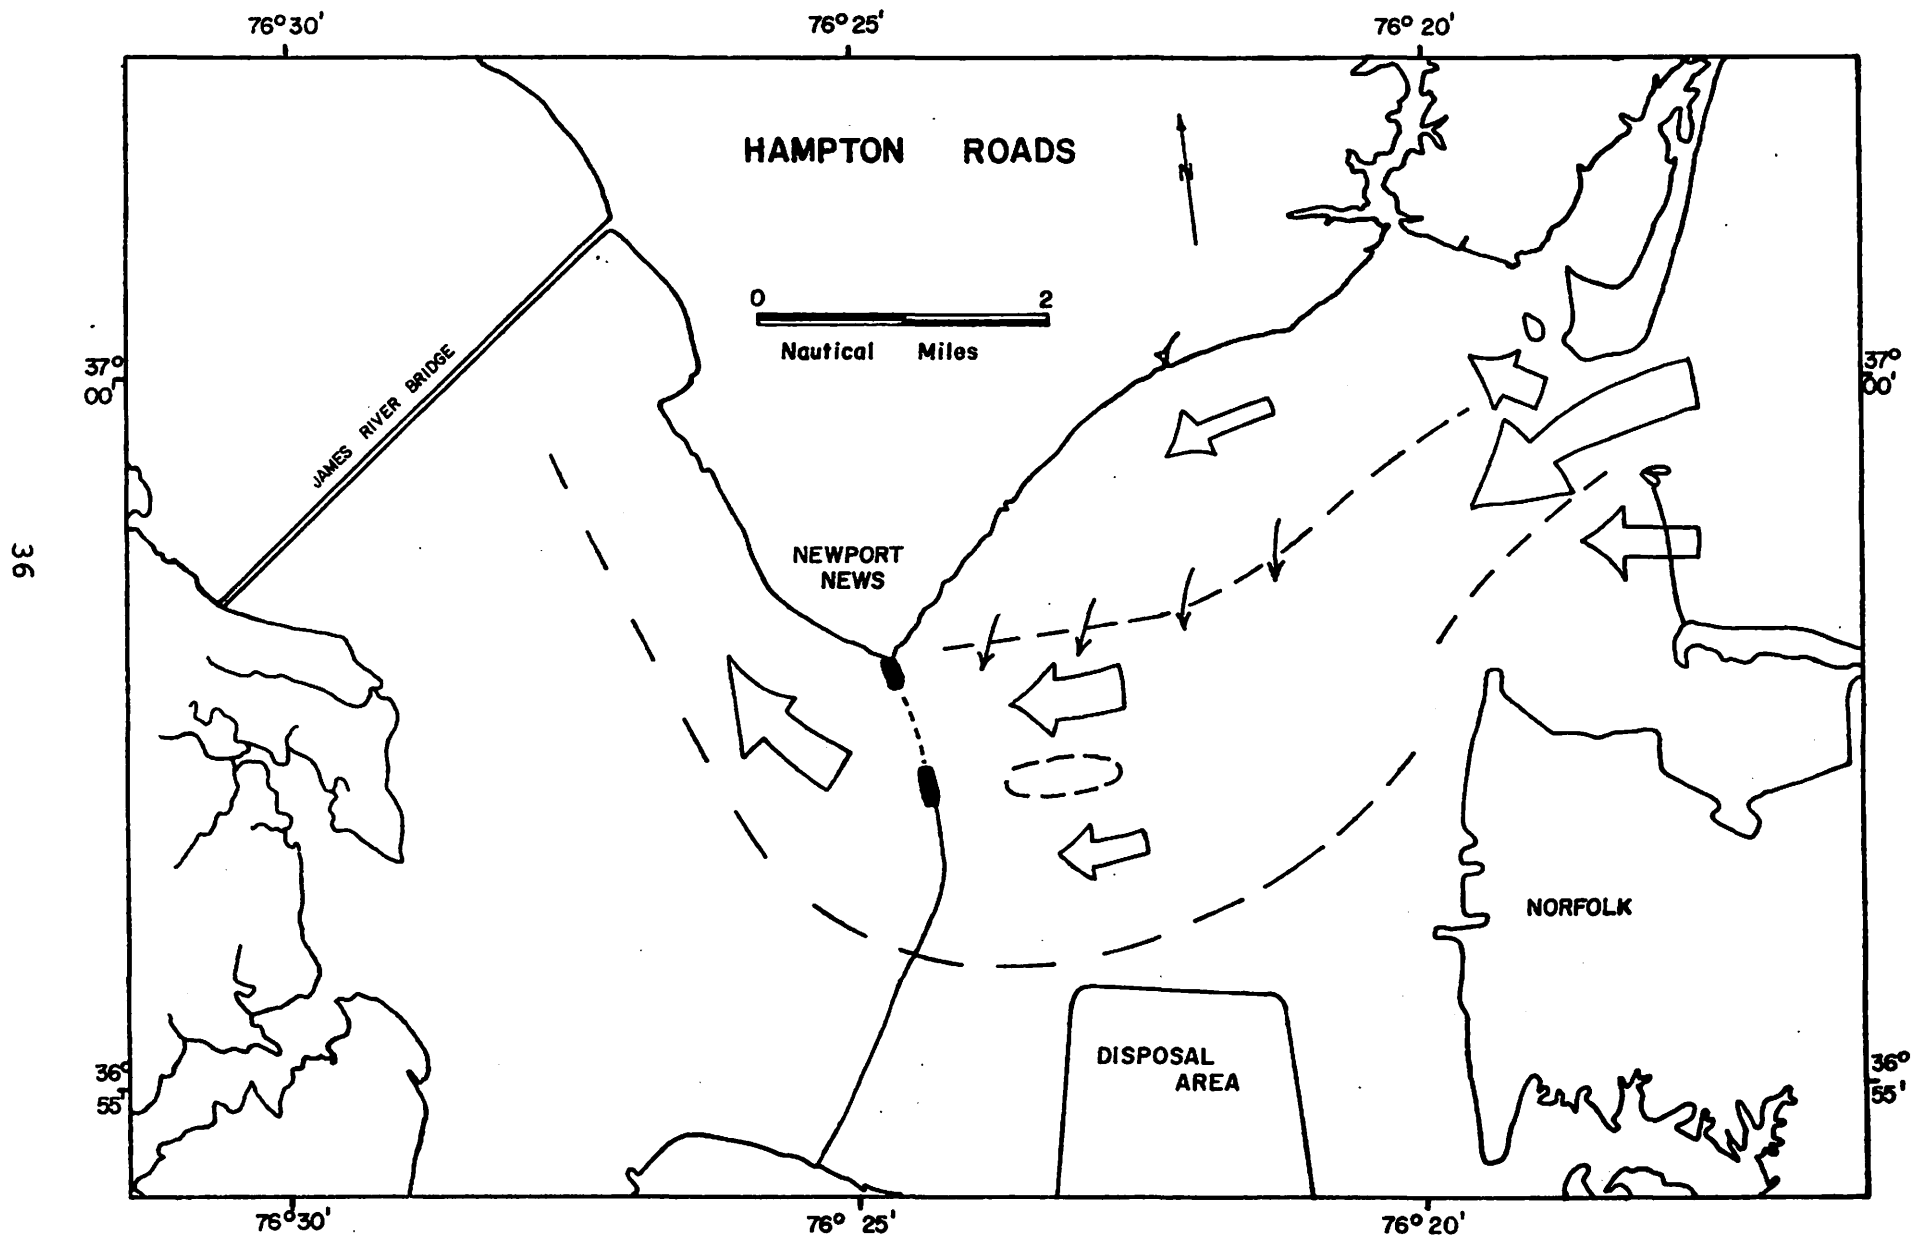 76° 30'
76° 25'
76° 20'
HAMPTON ROADS
N
0 2
Nautical Miles
37°
00'
37°
00'
JAMES RIVER BRIDGE
36
NEWPORT
NEWS
NORFOLK
DISPOSAL
AREA
36°
55'
36°
55'
76° 30'
76° 25'
76° 20'